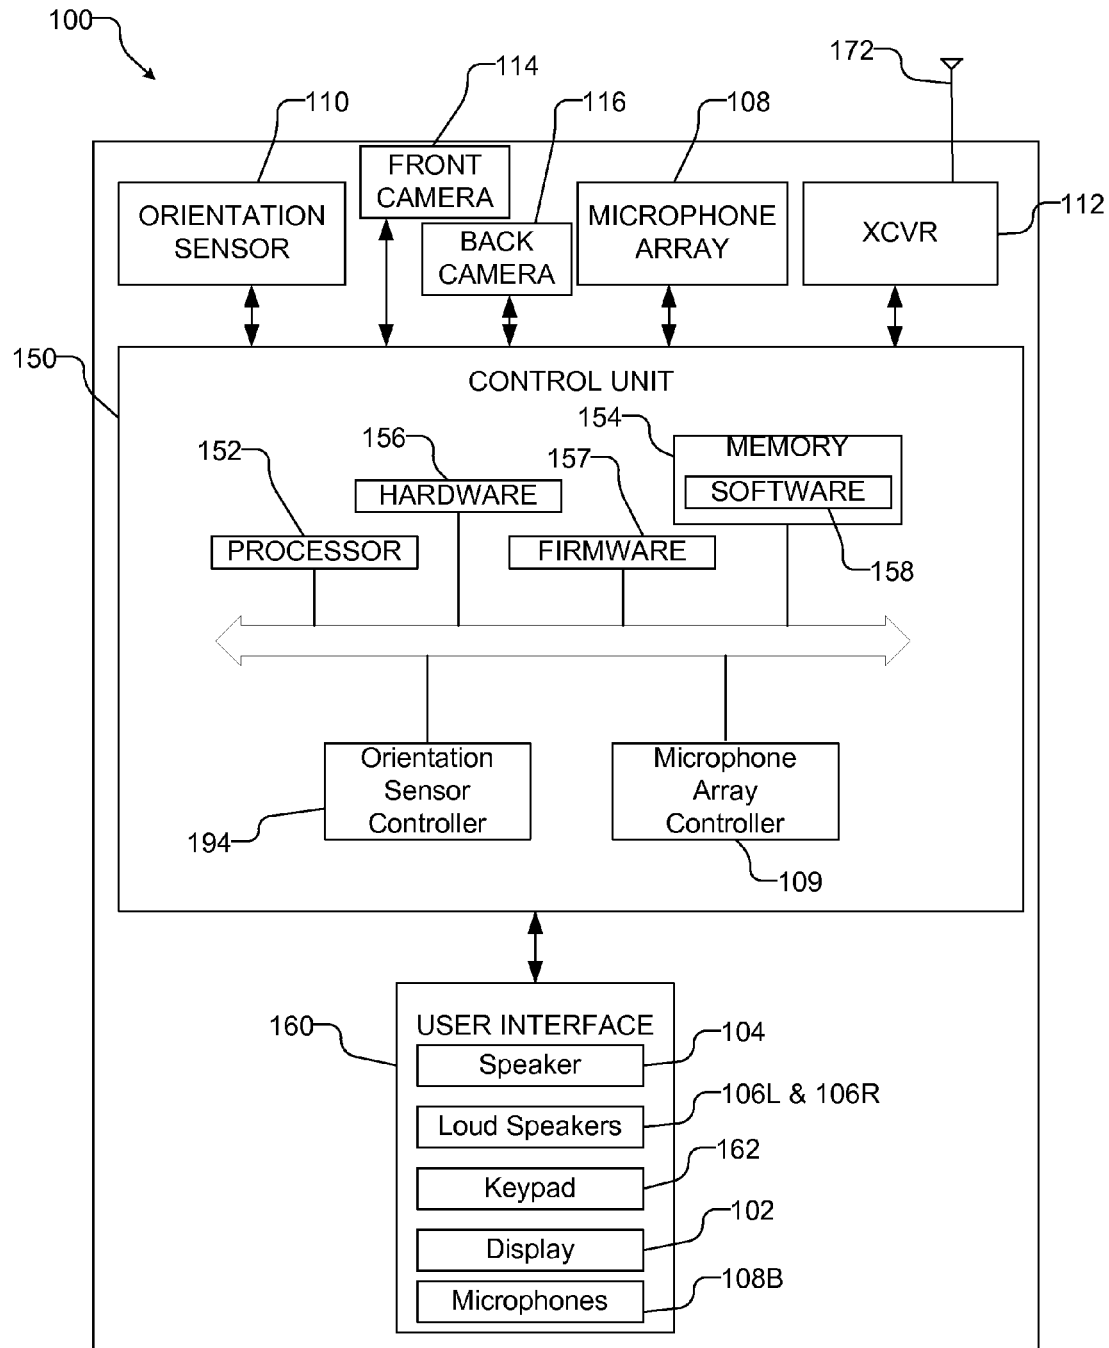 100
110
114
116
108
172
112
FRONT
CAMERA
ORIENTATION
SENSOR
BACK
CAMERA
MICROPHONE
ARRAY
XCVR
150
CONTROL UNIT
152
156
157
154
MEMORY
SOFTWARE
158
HARDWARE
PROCESSOR
FIRMWARE
Orientation
Sensor
Controller
194
Microphone
Array
Controller
109
160
USER INTERFACE
Speaker
104
Loud Speakers
106L & 106R
Keypad
162
Display
102
Microphones
108B